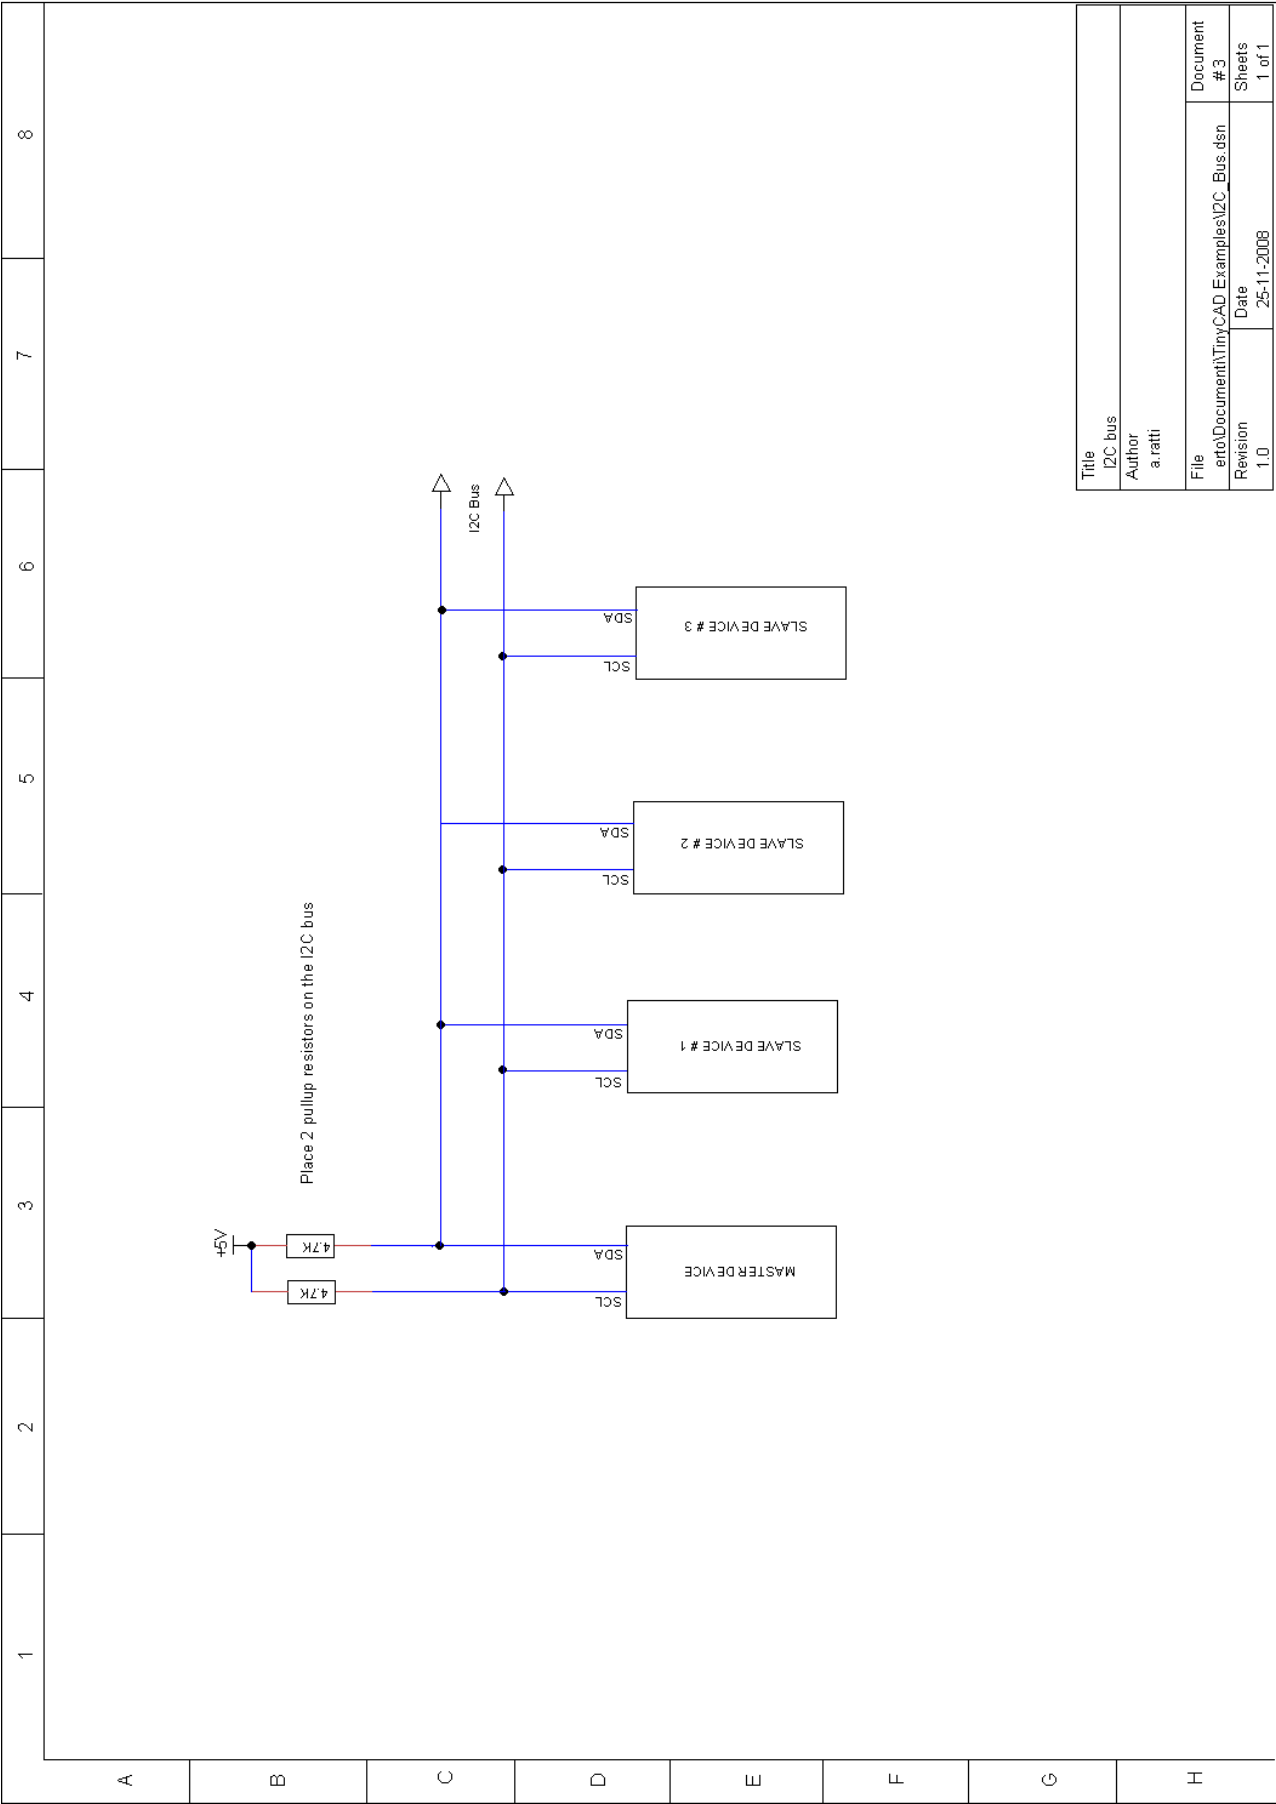 1
2
3
4
5
6
7
8
A
B
C
D
E
F
G
H
+5V
4.7K
4.7K
Place 2 pullup resistors on the I2C bus
I2C Bus
SCL
SDA
MASTER DEVICE
SCL
SDA
SLAVE DEVICE # 1
SCL
SDA
SLAVE DEVICE # 2
SCL
SDA
SLAVE DEVICE # 3
Title
I2C bus
Author
a.ratti
File
erto\Documenti\TinyCAD Examples\I2C_Bus.dsn
Document
# 3
Revision
1.0
Date
25-11-2008
Sheets
1 of 1